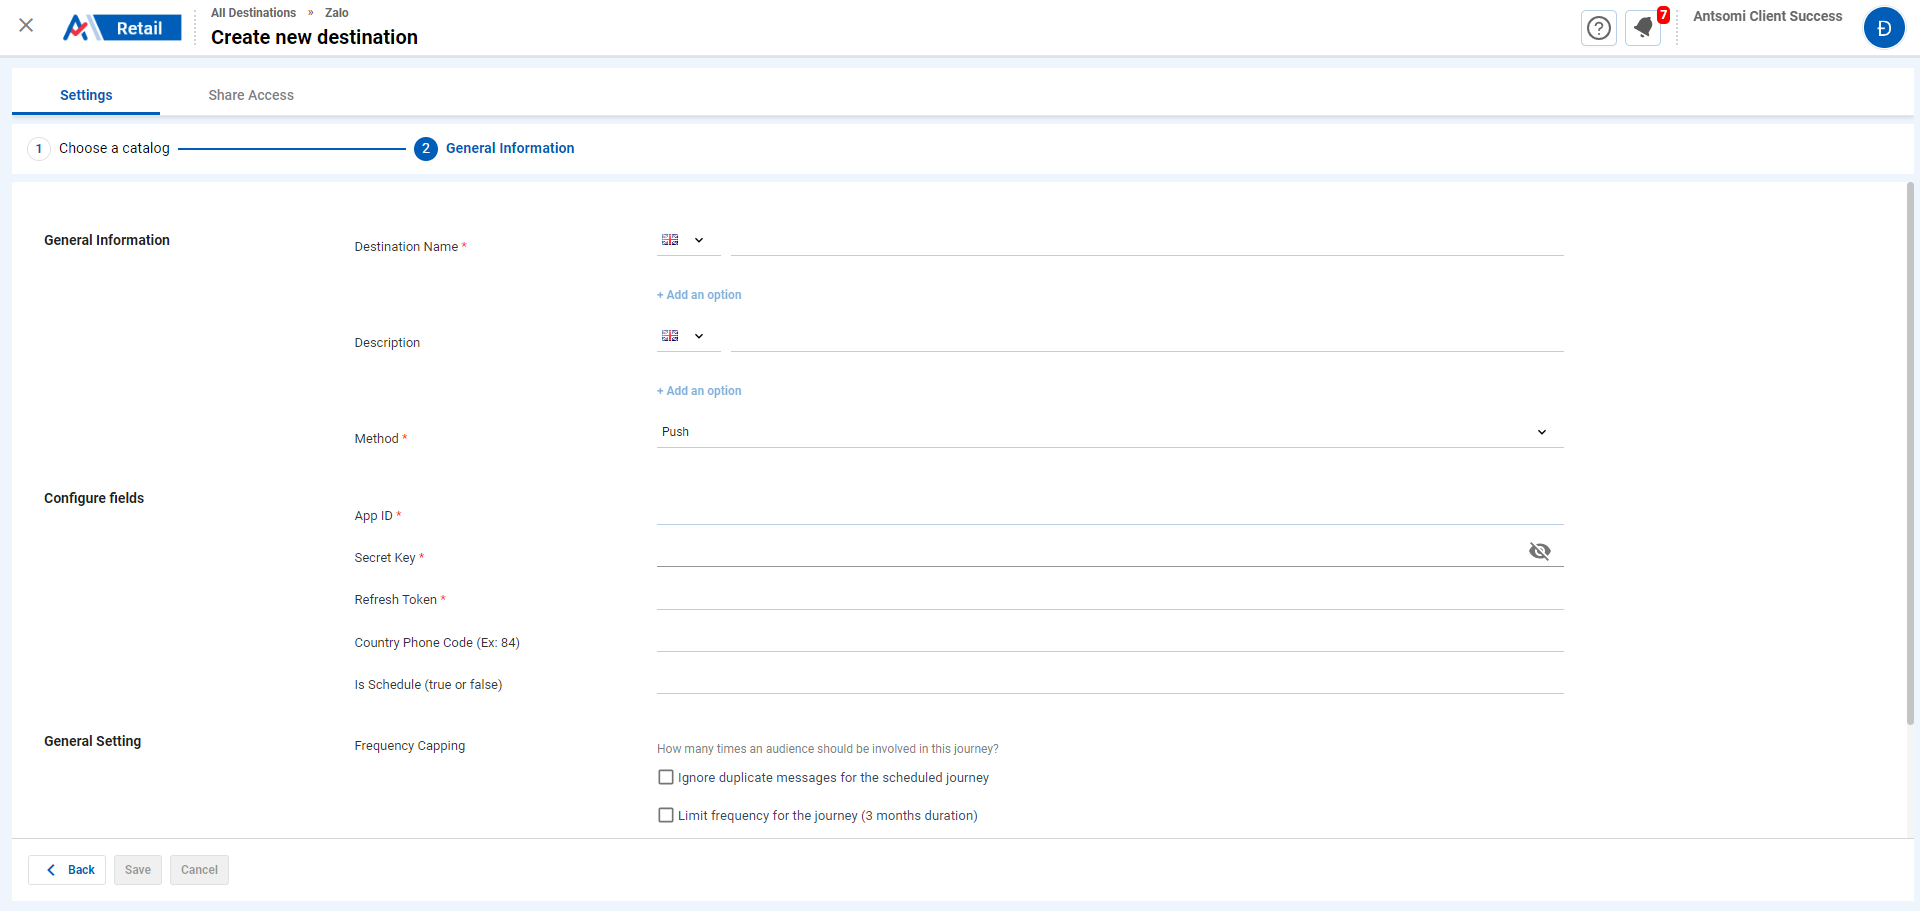 All Destinations » Zalo
Retail
Create new destination
7
Antsomi Client Success
Đ
Settings
Share Access
1 Choose a catalog
2 General Information
General Information
Destination Name *
+ Add an option
Description
+ Add an option
Method *
Push
Configure fields
App ID *
Secret Key *
Refresh Token *
Country Phone Code (Ex: 84)
Is Schedule (true or false)
General Setting
Frequency Capping
How many times an audience should be involved in this journey?
Ignore duplicate messages for the scheduled journey
Limit frequency for the journey (3 months duration)
Back
Save
Cancel